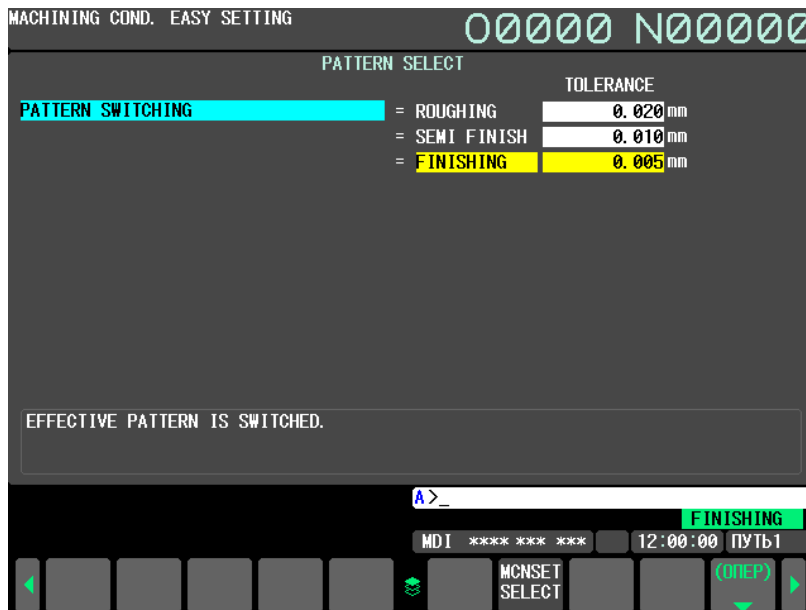 MACHINING COND. EASY SETTING O0000 N00000
PATTERN SELECT
TOLERANCE
PATTERN SWITCHING = ROUGHING 0.020 mm
= SEMI FINISH 0.010 mm
= FINISHING 0.005 mm
EFFECTIVE PATTERN IS SWITCHED.
A >_
FINISHING
MDI **** *** *** 12:00:00 ПУТЬ1
MCNSET (ОПЕР)
SELECT